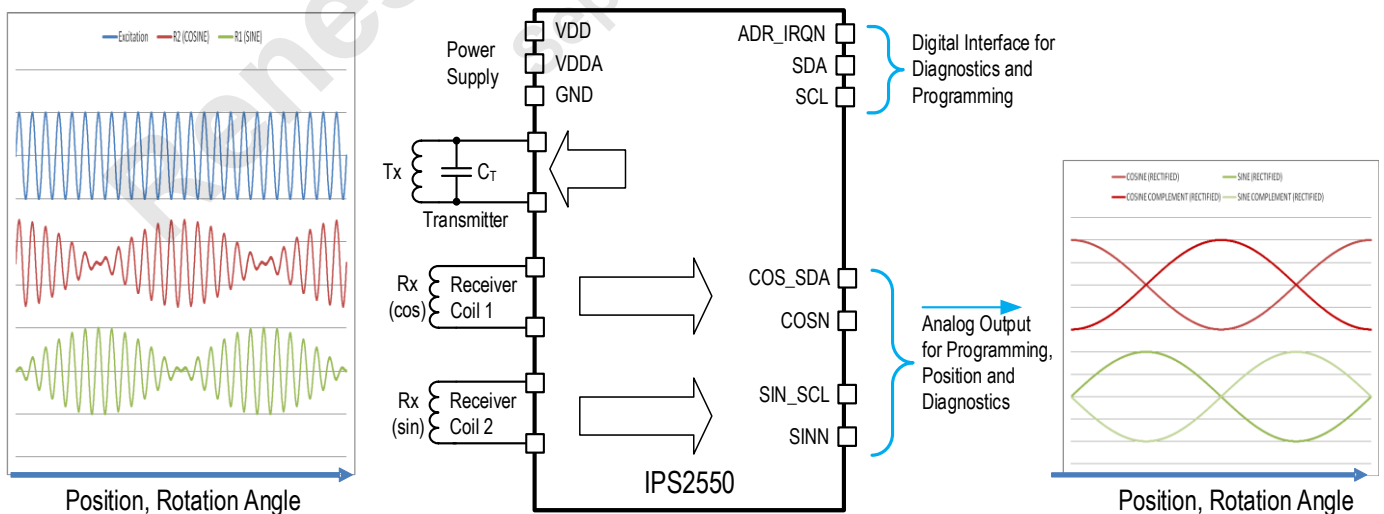 Excitation R2 (COSINE) R1 (SINE)
Position, Rotation Angle
Power
Supply
VDD
VDDA
GND
Tx
CT
Transmitter
Rx
(cos)
Receiver
Coil 1
Rx
(sin)
Receiver
Coil 2
IPS2550
ADR_IRQN
SDA
SCL
Digital Interface for
Diagnostics and
Programming
COS_SDA
COSN
SIN_SCL
SINN
Analog Output
for Programming,
Position and
Diagnostics
COSINE (RECTIFIED) SINE (RECTIFIED)
COSINE COMPLEMENT (RECTIFIED) SINE COMPLEMENT (RECTIFIED)
Position, Rotation Angle